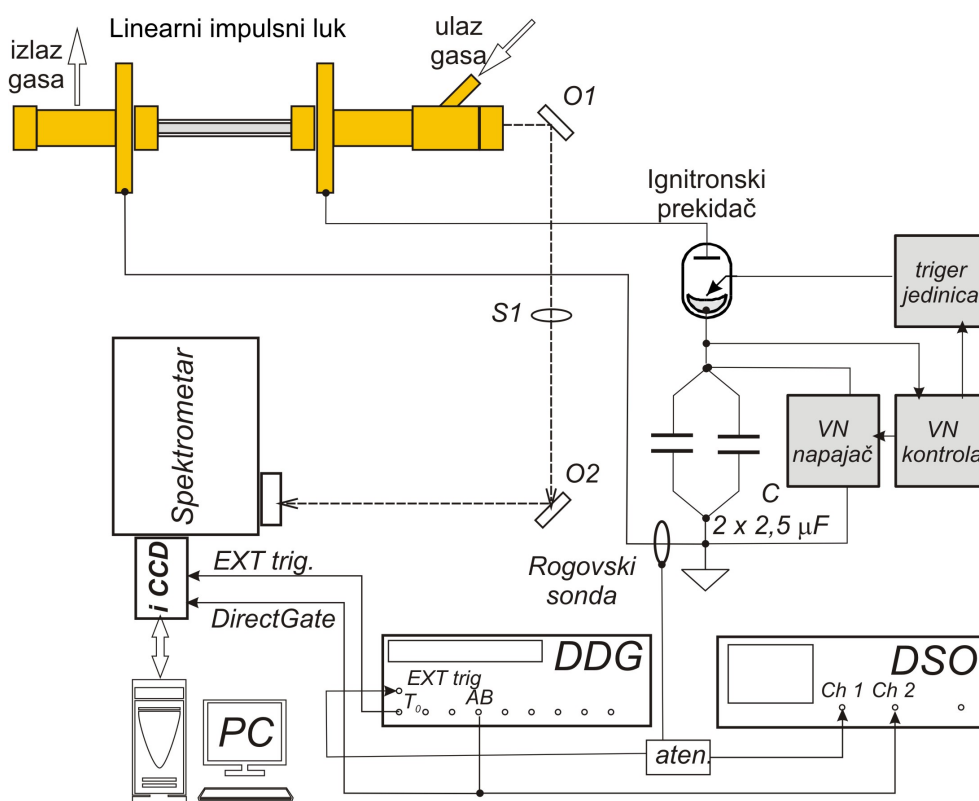 Linearni impulsni luk
izlaz
gasa
ulaz
gasa
O1
Ignitronski
prekidač
triger
jedinica
S1
Spektrometar
VN
napajač
VN
kontrola
O2
C
2 x 2,5 μF
i CCD
EXT trig.
Rogovski
sonda
DirectGate
DDG
DSO
EXT trig
T₀
AB
Ch 1
Ch 2
PC
aten.